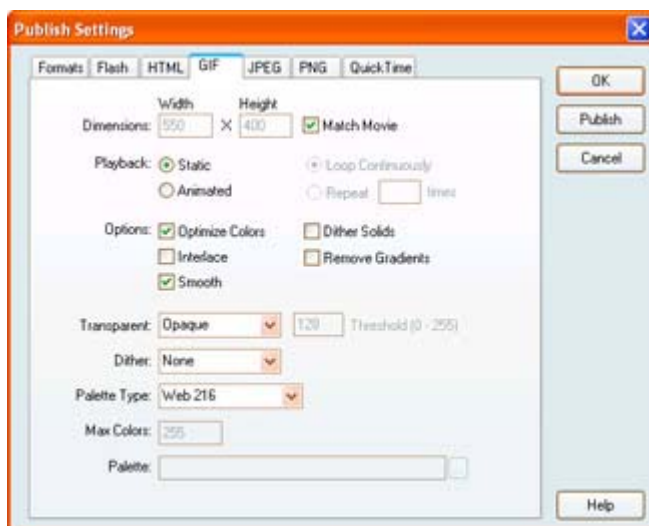 Publish Settings
Formats Flash HTML GIF JPEG PNG QuickTime
OK
Publish
Cancel
Width Height
Dimensions: 550 X 400 Match Movie
Playback: Static Loop Continuously
Animated Repeat times
Options: Optimize Colors Dither Solids
Interlace Remove Gradients
Smooth
Transparent: Opaque 128 Threshold (0 - 255)
Dither: None
Palette Type: Web 216
Max Colors: 255
Palette:
Help